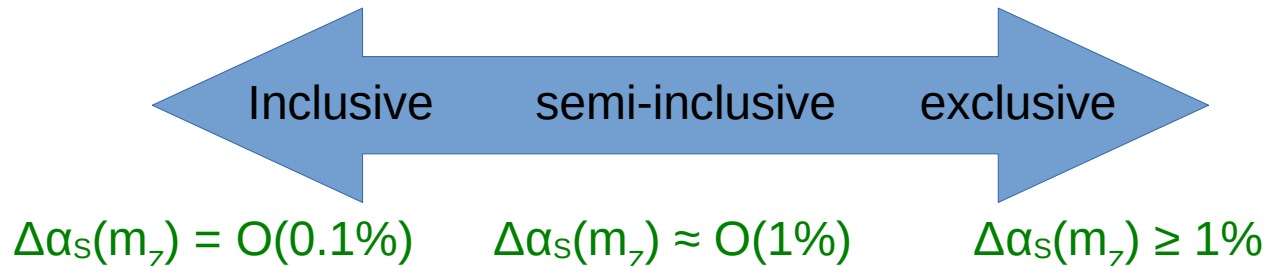 Inclusive semi-inclusive exclusive
Δαs(mz) = O(0.1%) Δαs(mz) ≈ O(1%) Δαs(mz) ≥ 1%